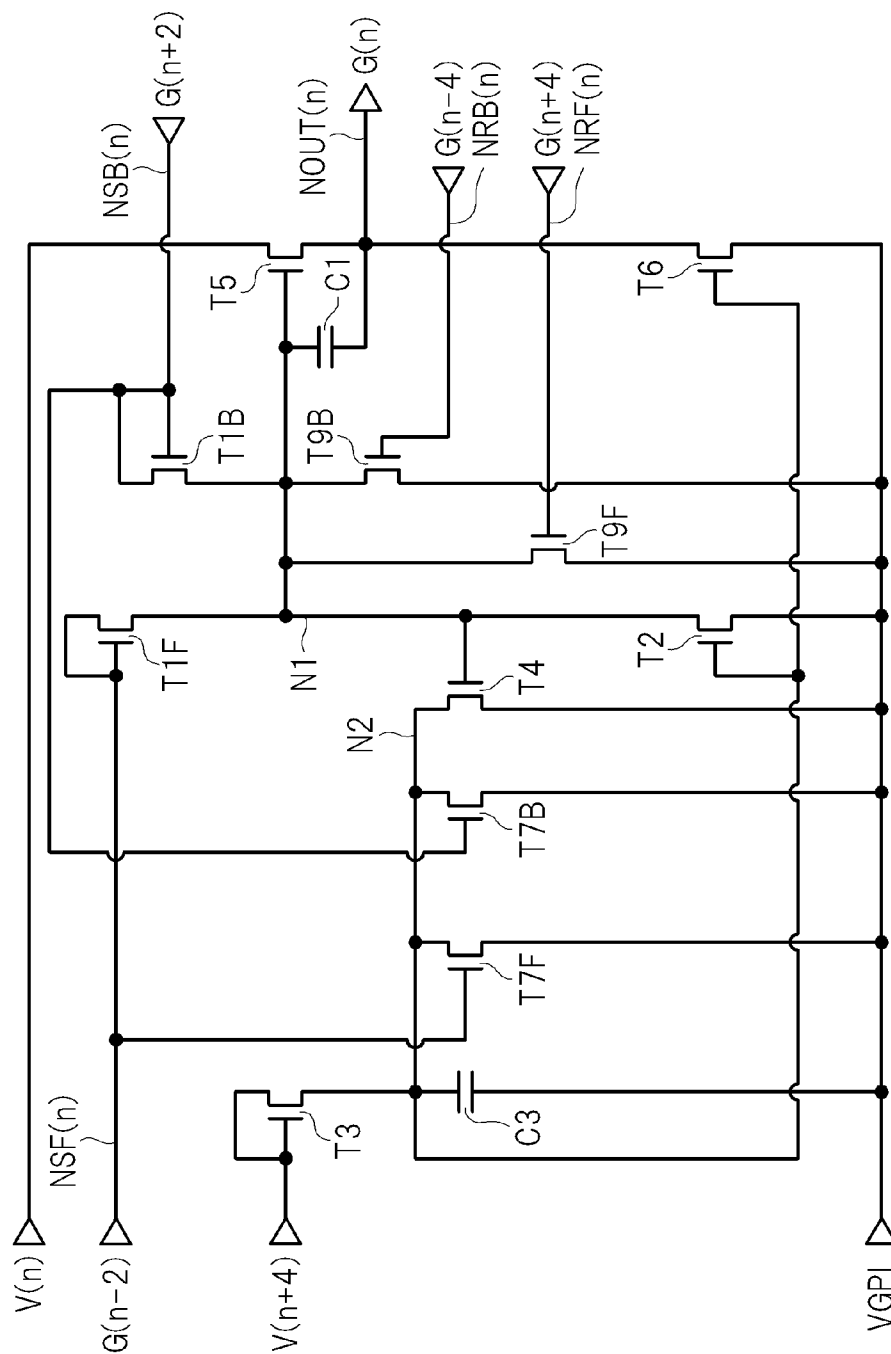 V(n)
G(n-2)
NSF(n)
V(n+4)
VGPL
T3
C3
T7F
T7B
N2
T4
T2
N1
T1F
T9F
T1B
T9B
C1
T5
T6
NSB(n)
G(n+2)
NOUT(n)
G(n)
G(n-4)
NRB(n)
G(n+4)
NRF(n)